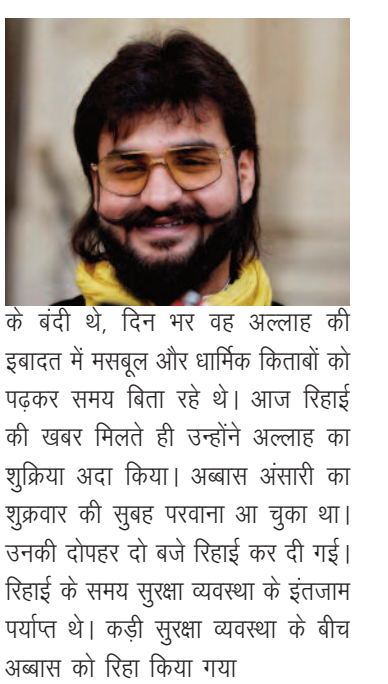 के बंदी थे, दिन भर वह अल्लाह की
इबादत में मसबूल और धार्मिक किताबों को
पढ़कर समय बिता रहे थे। आज रिहाई
की खबर मिलते ही उन्होंने अल्लाह का
शुक्रिया अदा किया। अब्बास अंसारी का
शुक्रवार की सुबह परवाना आ चुका था।
उनकी दोपहर दो बजे रिहाई कर दी गई।
रिहाई के समय सुरक्षा व्यवस्था के इंतजाम
पर्याप्त थे। कड़ी सुरक्षा व्यवस्था के बीच
अब्बास को रिहा किया गया